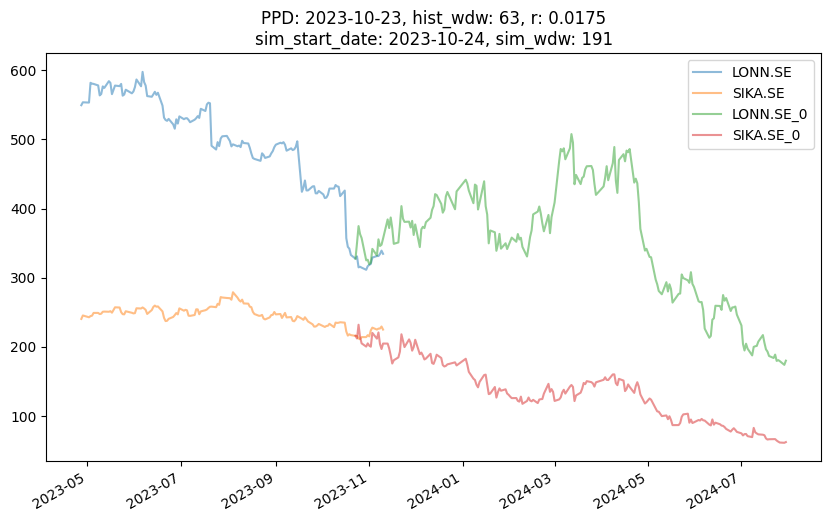 PPD: 2023-10-23, hist_wdw: 63, r: 0.0175
sim_start_date: 2023-10-24, sim_wdw: 191
LONN.SE
SIKA.SE
LONN.SE_0
SIKA.SE_0
600
500
400
300
200
100
2023-05
2023-07
2023-09
2023-11
2024-01
2024-03
2024-05
2024-07